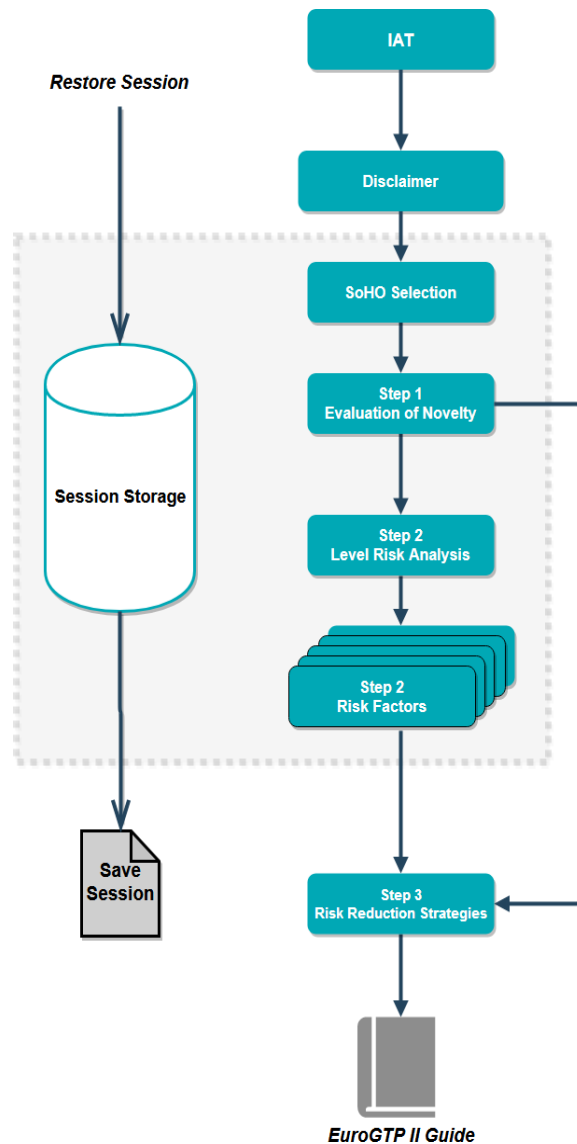 IAT
Restore Session
Disclaimer
SoHO Selection
Step 1
Evaluation of Novelty
Session Storage
Step 2
Level Risk Analysis
Step 2
Risk Factors
Save
Session
Step 3
Risk Reduction Strategies
EuroGTP II Guide